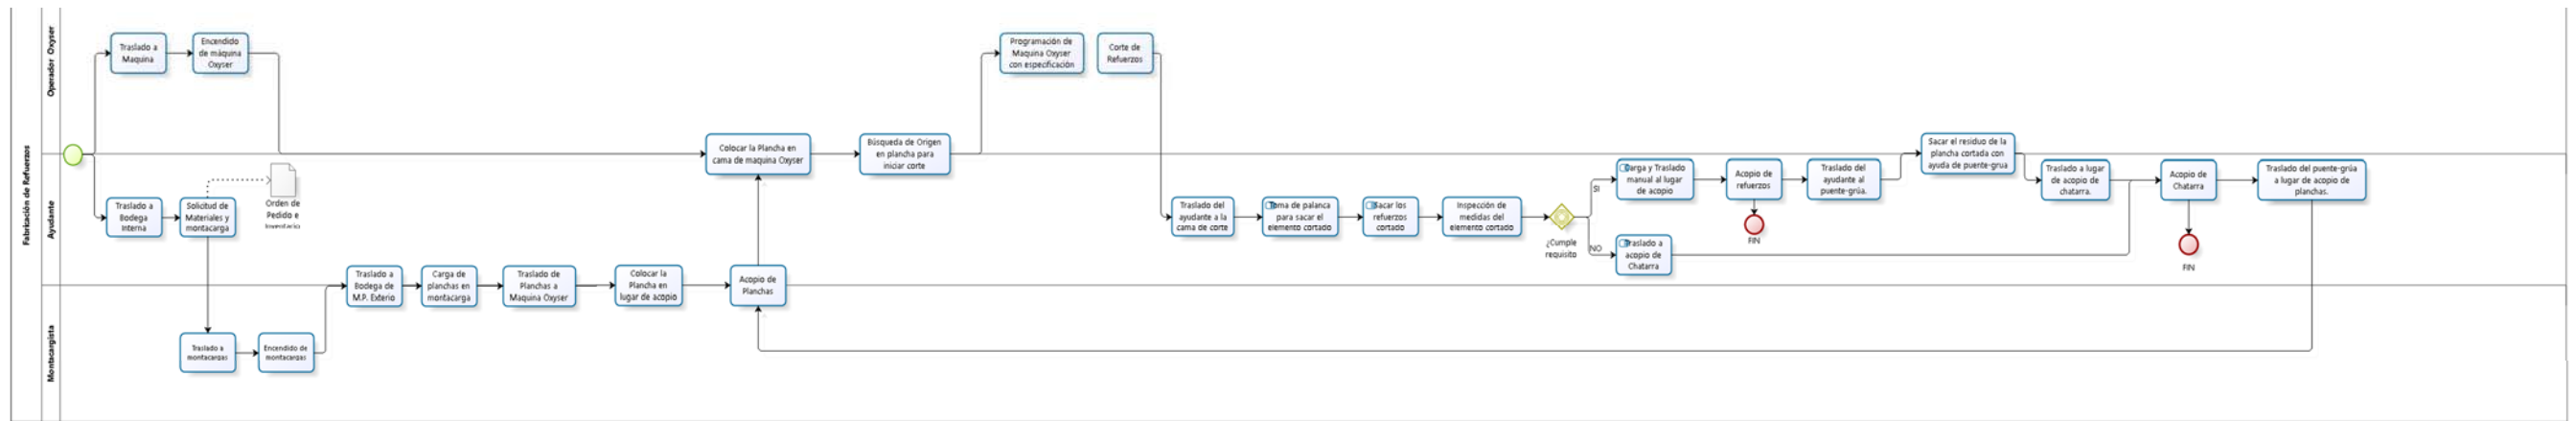 Fabricación de Refuerzos
Operador Oxyser
Traslado a
Maquina
Encendido
de máquina
Oxyser
Programación de
Maquina Oxyser
con especificación
Corte de
Refuerzos
Colocar la Plancha en
cama de maquina Oxyser
Búsqueda de Origen
en plancha para
iniciar corte
Sacar el residuo de la
plancha cortada con
ayuda de puente-grua
Ayudante
Traslado a
Bodega
Interna
Solicitud de
Materiales y
montacarga
Orden de
Pedido e
Inventario
Traslado del
ayudante a la
cama de corte
Toma de palanca
para sacar el
elemento cortado
Sacar los
refuerzos
cortado
Inspección de
medidas del
elemento cortado
¿Cumple
requisito
SI
NO
Carga y Traslado
manual al lugar
de acopio
Acopio de
refuerzos
FIN
Traslado del
ayudante al
puente-grúa.
Traslado a
acopio de
Chatarra
Traslado a lugar
de acopio de
chatarra.
Acopio de
Chatarra
FIN
Traslado del puente-grúa
a lugar de acopio de
planchas.
Traslado a
Bodega de
M.P. Exterio
Carga de
planchas en
montacarga
Traslado de
Planchas a
Maquina Oxyser
Colocar la
Plancha en
lugar de acopio
Acopio de
Planchas
Montacargista
Traslado a
montacargas
Encendido de
montacargas